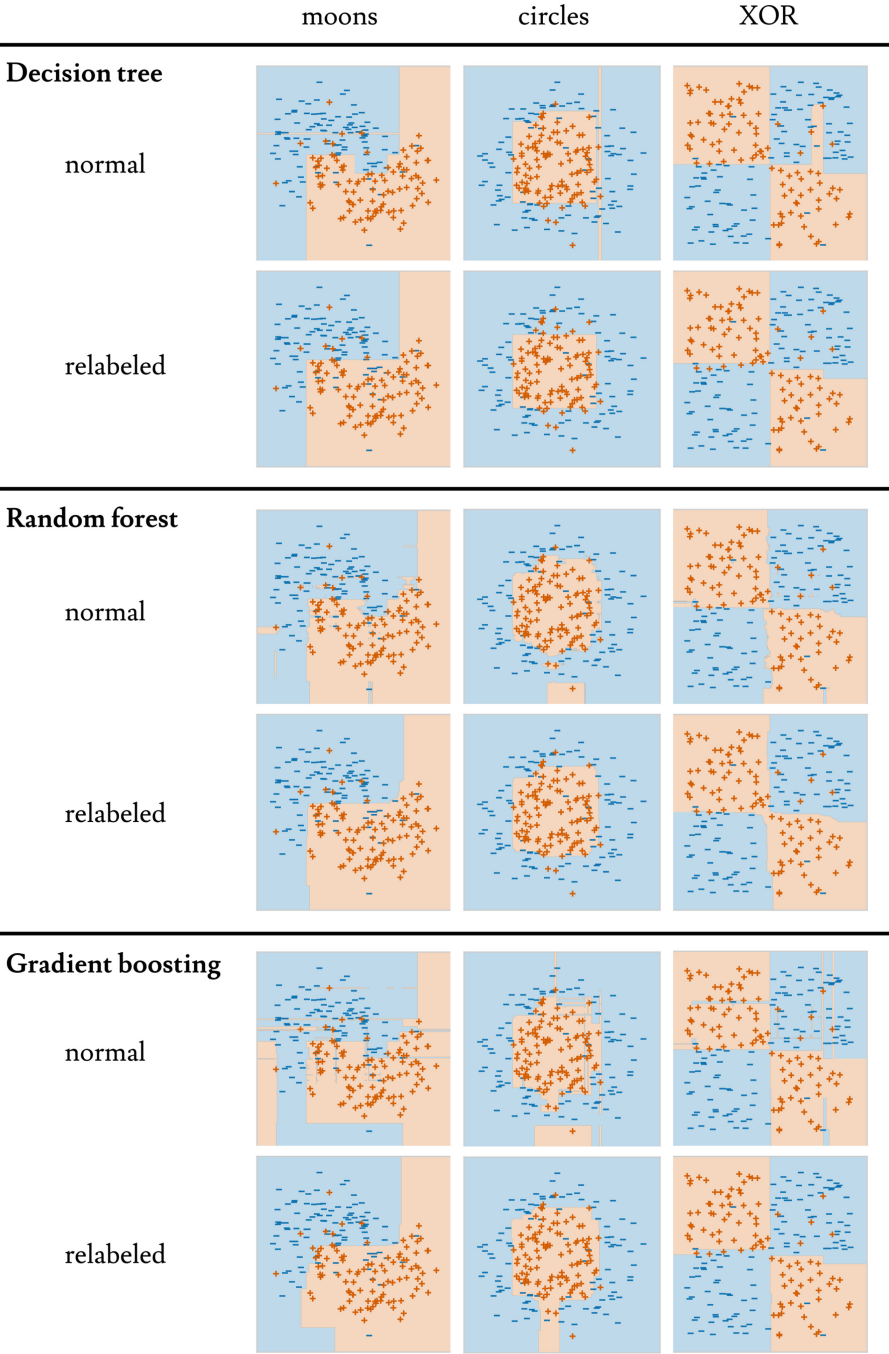 moons circles XOR
Decision tree
normal
relabeled
Random forest
normal
relabeled
Gradient boosting
normal
relabeled